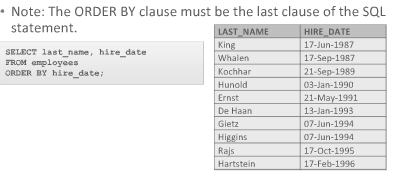 • Note: The ORDER BY clause must be the last clause of the SQL
statement.
SELECT last_name, hire_date
FROM employees
ORDER BY hire_date;
LAST_NAME HIRE_DATE
King 17-Jun-1987
Whalen 17-Sep-1987
Kochhar 21-Sep-1989
Hunold 03-Jan-1990
Ernst 21-May-1991
De Haan 13-Jan-1993
Gietz 07-Jun-1994
Higgins 07-Jun-1994
Rajs 17-Oct-1995
Hartstein 17-Feb-1996